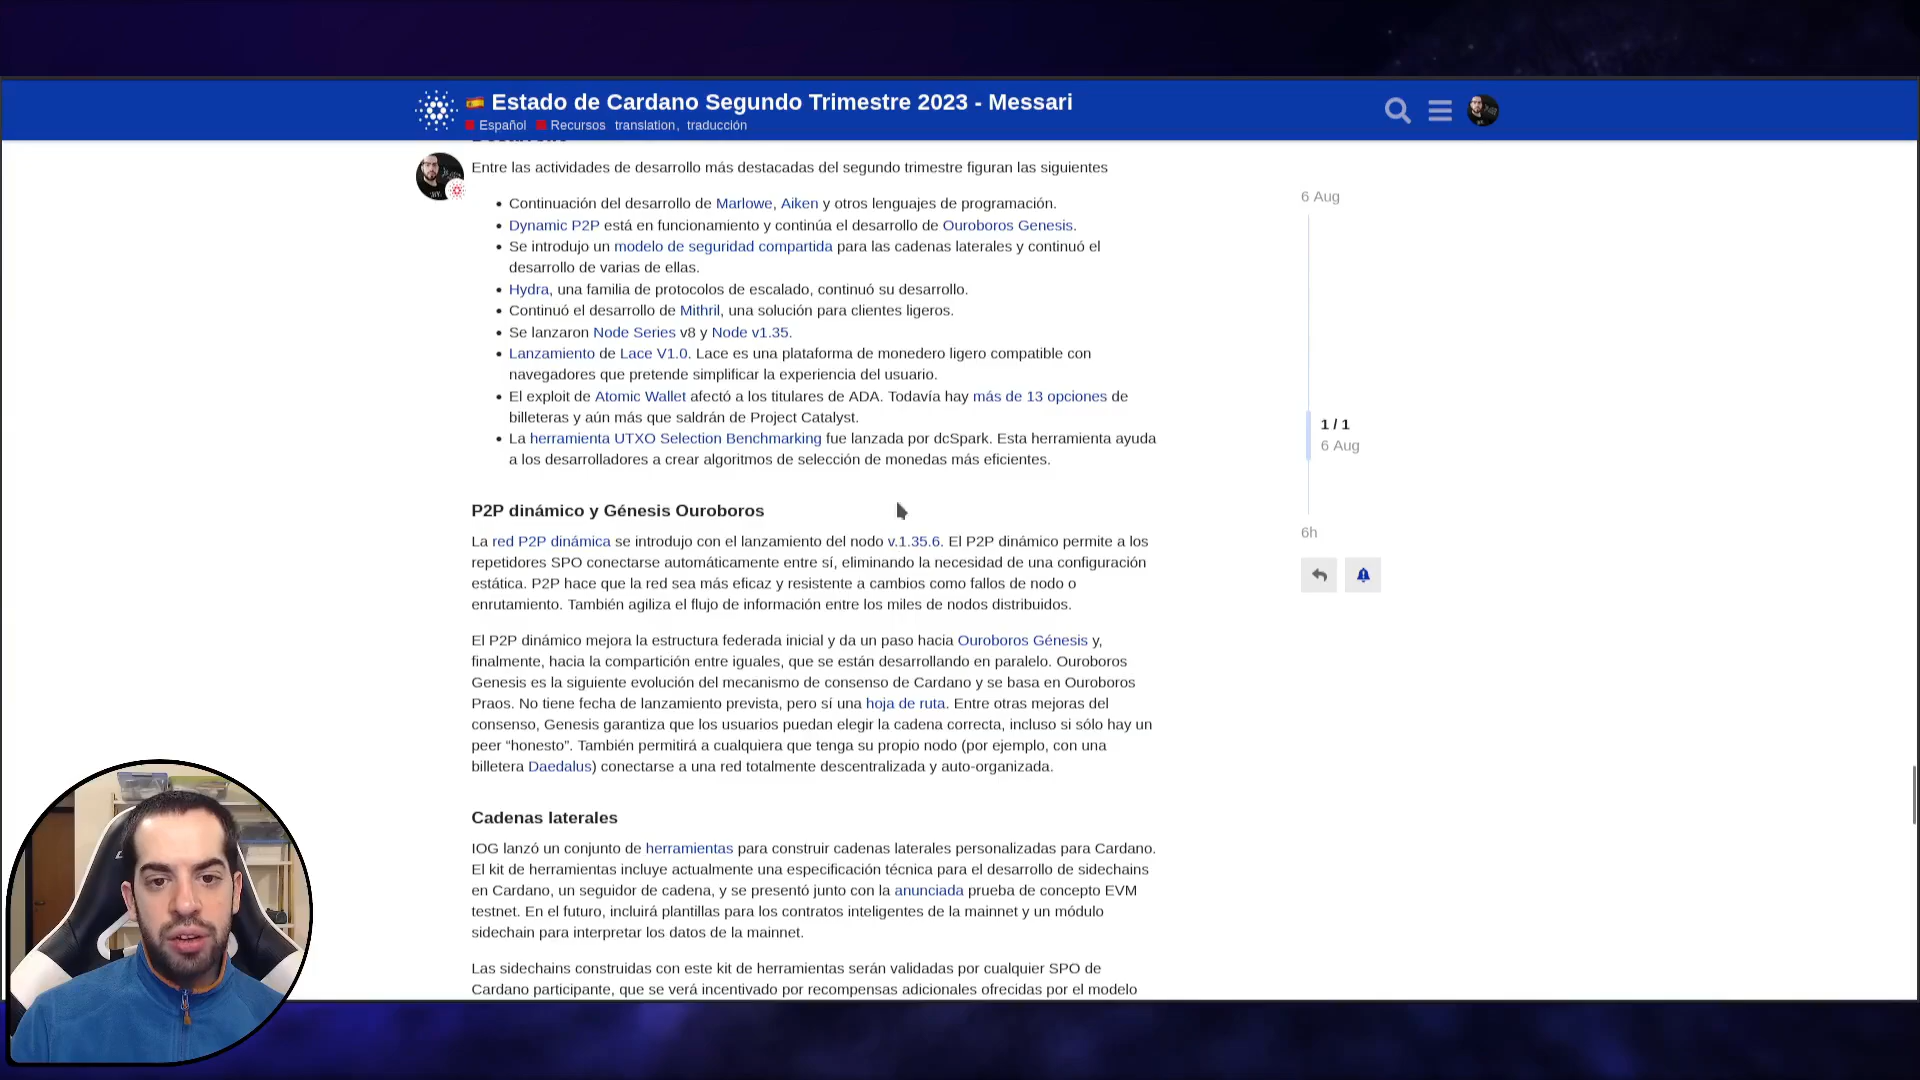 Estado de Cardano Segundo Trimestre 2023 - Messari
Español Recursos translation, traducción
Desarrollo
Entre las actividades de desarrollo más destacadas del segundo trimestre figuran las siguientes
Continuación del desarrollo de Marlowe, Aiken y otros lenguajes de programación.
Dynamic P2P está en funcionamiento y continúa el desarrollo de Ouroboros Genesis.
Se introdujo un modelo de seguridad compartida para las cadenas laterales y continuó el
desarrollo de varias de ellas.
Hydra, una familia de protocolos de escalado, continuó su desarrollo.
Continuó el desarrollo de Mithril, una solución para clientes ligeros.
Se lanzaron Node Series v8 y Node v1.35.
Lanzamiento de Lace V1.0. Lace es una plataforma de monedero ligero compatible con
navegadores que pretende simplificar la experiencia del usuario.
El exploit de Atomic Wallet afectó a los titulares de ADA. Todavía hay más de 13 opciones de
billeteras y aún más que saldrán de Project Catalyst.
La herramienta UTXO Selection Benchmarking fue lanzada por dcSpark. Esta herramienta ayuda
a los desarrolladores a crear algoritmos de selección de monedas más eficientes.
P2P dinámico y Génesis Ouroboros
La red P2P dinámica se introdujo con el lanzamiento del nodo v.1.35.6. El P2P dinámico permite a los
repetidores SPO conectarse automáticamente entre sí, eliminando la necesidad de una configuración
estática. P2P hace que la red sea más eficaz y resistente a cambios como fallos de nodo o
enrutamiento. También agiliza el flujo de información entre los miles de nodos distribuidos.
El P2P dinámico mejora la estructura federada inicial y da un paso hacia Ouroboros Génesis y,
finalmente, hacia la compartición entre iguales, que se están desarrollando en paralelo. Ouroboros
Genesis es la siguiente evolución del mecanismo de consenso de Cardano y se basa en Ouroboros
Praos. No tiene fecha de lanzamiento prevista, pero sí una hoja de ruta. Entre otras mejoras del
consenso, Genesis garantiza que los usuarios puedan elegir la cadena correcta, incluso si sólo hay un
peer “honesto”. También permitirá a cualquiera que tenga su propio nodo (por ejemplo, con una
billetera Daedalus) conectarse a una red totalmente descentralizada y auto-organizada.
Cadenas laterales
IOG lanzó un conjunto de herramientas para construir cadenas laterales personalizadas para Cardano.
El kit de herramientas incluye actualmente una especificación técnica para el desarrollo de sidechains
en Cardano, un seguidor de cadena, y se presentó junto con la anunciada prueba de concepto EVM
testnet. En el futuro, incluirá plantillas para los contratos inteligentes de la mainnet y un módulo
sidechain para interpretar los datos de la mainnet.
Las sidechains construidas con este kit de herramientas serán validadas por cualquier SPO de
Cardano participante, que se verá incentivado por recompensas adicionales ofrecidas por el modelo
6 Aug
1 / 1
6 Aug
6h